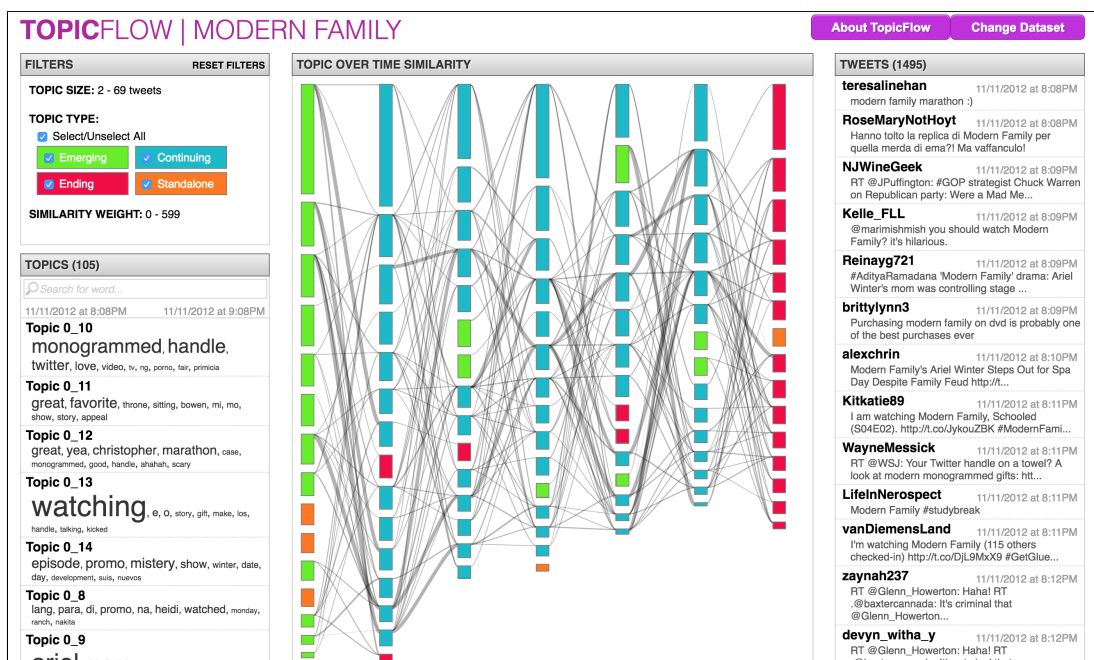 TOPICFLOW | MODERN FAMILY
About TopicFlow
Change Dataset
FILTERS
RESET FILTERS
TOPIC SIZE: 2 - 69 tweets
TOPIC TYPE:
Select/Unselect All
Emerging
Continuing
Ending
Standalone
SIMILARITY WEIGHT: 0 - 599
TOPICS (105)
Search for word...
11/11/2012 at 8:08PM
11/11/2012 at 9:08PM
Topic 0_10
monogrammed, handle,
twitter, love, video, tv, ng, porno, fair, primicia
Topic 0_11
great, favorite, throne, sitting, bowen, mi, mo,
show, story, appeal
Topic 0_12
great, yea, christopher, marathon, case,
monogrammed, good, handle, ahahah, scary
Topic 0_13
watching, e, o, story, gift, make, los,
handle, talking, kicked
Topic 0_14
episode, promo, mistery, show, winter, date,
day, development, suis, nuevos
Topic 0_8
lang, para, di, promo, na, heidi, watched, monday,
ranch, nakita
Topic 0_9
TOPIC OVER TIME SIMILARITY
TWEETS (1495)
teresalinehan 11/11/2012 at 8:08PM
modern family marathon :)
RoseMaryNotHoyt 11/11/2012 at 8:08PM
Hanno tolto la replica di Modern Family per
quella merda di ema?! Ma vaffanculo!
NJWineGeek 11/11/2012 at 8:09PM
RT @JPuffington: #GOP strategist Chuck Warren
on Republican party: Were a Mad Me...
Kelle_FLL 11/11/2012 at 8:09PM
@marimishmish you should watch Modern
Family? it's hilarious.
Reinayg721 11/11/2012 at 8:09PM
#AdityaRamadana 'Modern Family' drama: Ariel
Winter's mom was controlling stage ...
brittylynn3 11/11/2012 at 8:09PM
Purchasing modern family on dvd is probably one
of the best purchases ever
alexchrin 11/11/2012 at 8:10PM
Modern Family's Ariel Winter Steps Out for Spa
Day Despite Family Feud http://t...
Kitkatie89 11/11/2012 at 8:11PM
I am watching Modern Family, Schooled
(S04E02). http://t.co/JykouZBK #ModernFami...
WayneMessick 11/11/2012 at 8:11PM
RT @WSJ: Your Twitter handle on a towel? A
look at modern monogrammed gifts: htt...
LifeInNerospect 11/11/2012 at 8:11PM
Modern Family #studybreak
vanDiemensLand 11/11/2012 at 8:11PM
I'm watching Modern Family (115 others
checked-in) http://t.co/DjL9MxX9 #GetGlue...
zaynah237 11/11/2012 at 8:12PM
RT @Glenn_Howerton: Haha! RT
.@baxtercannada: It's criminal that
@Glenn_Howerton...
devyn_witha_y 11/11/2012 at 8:12PM
RT @Glenn_Howerton: Haha! RT